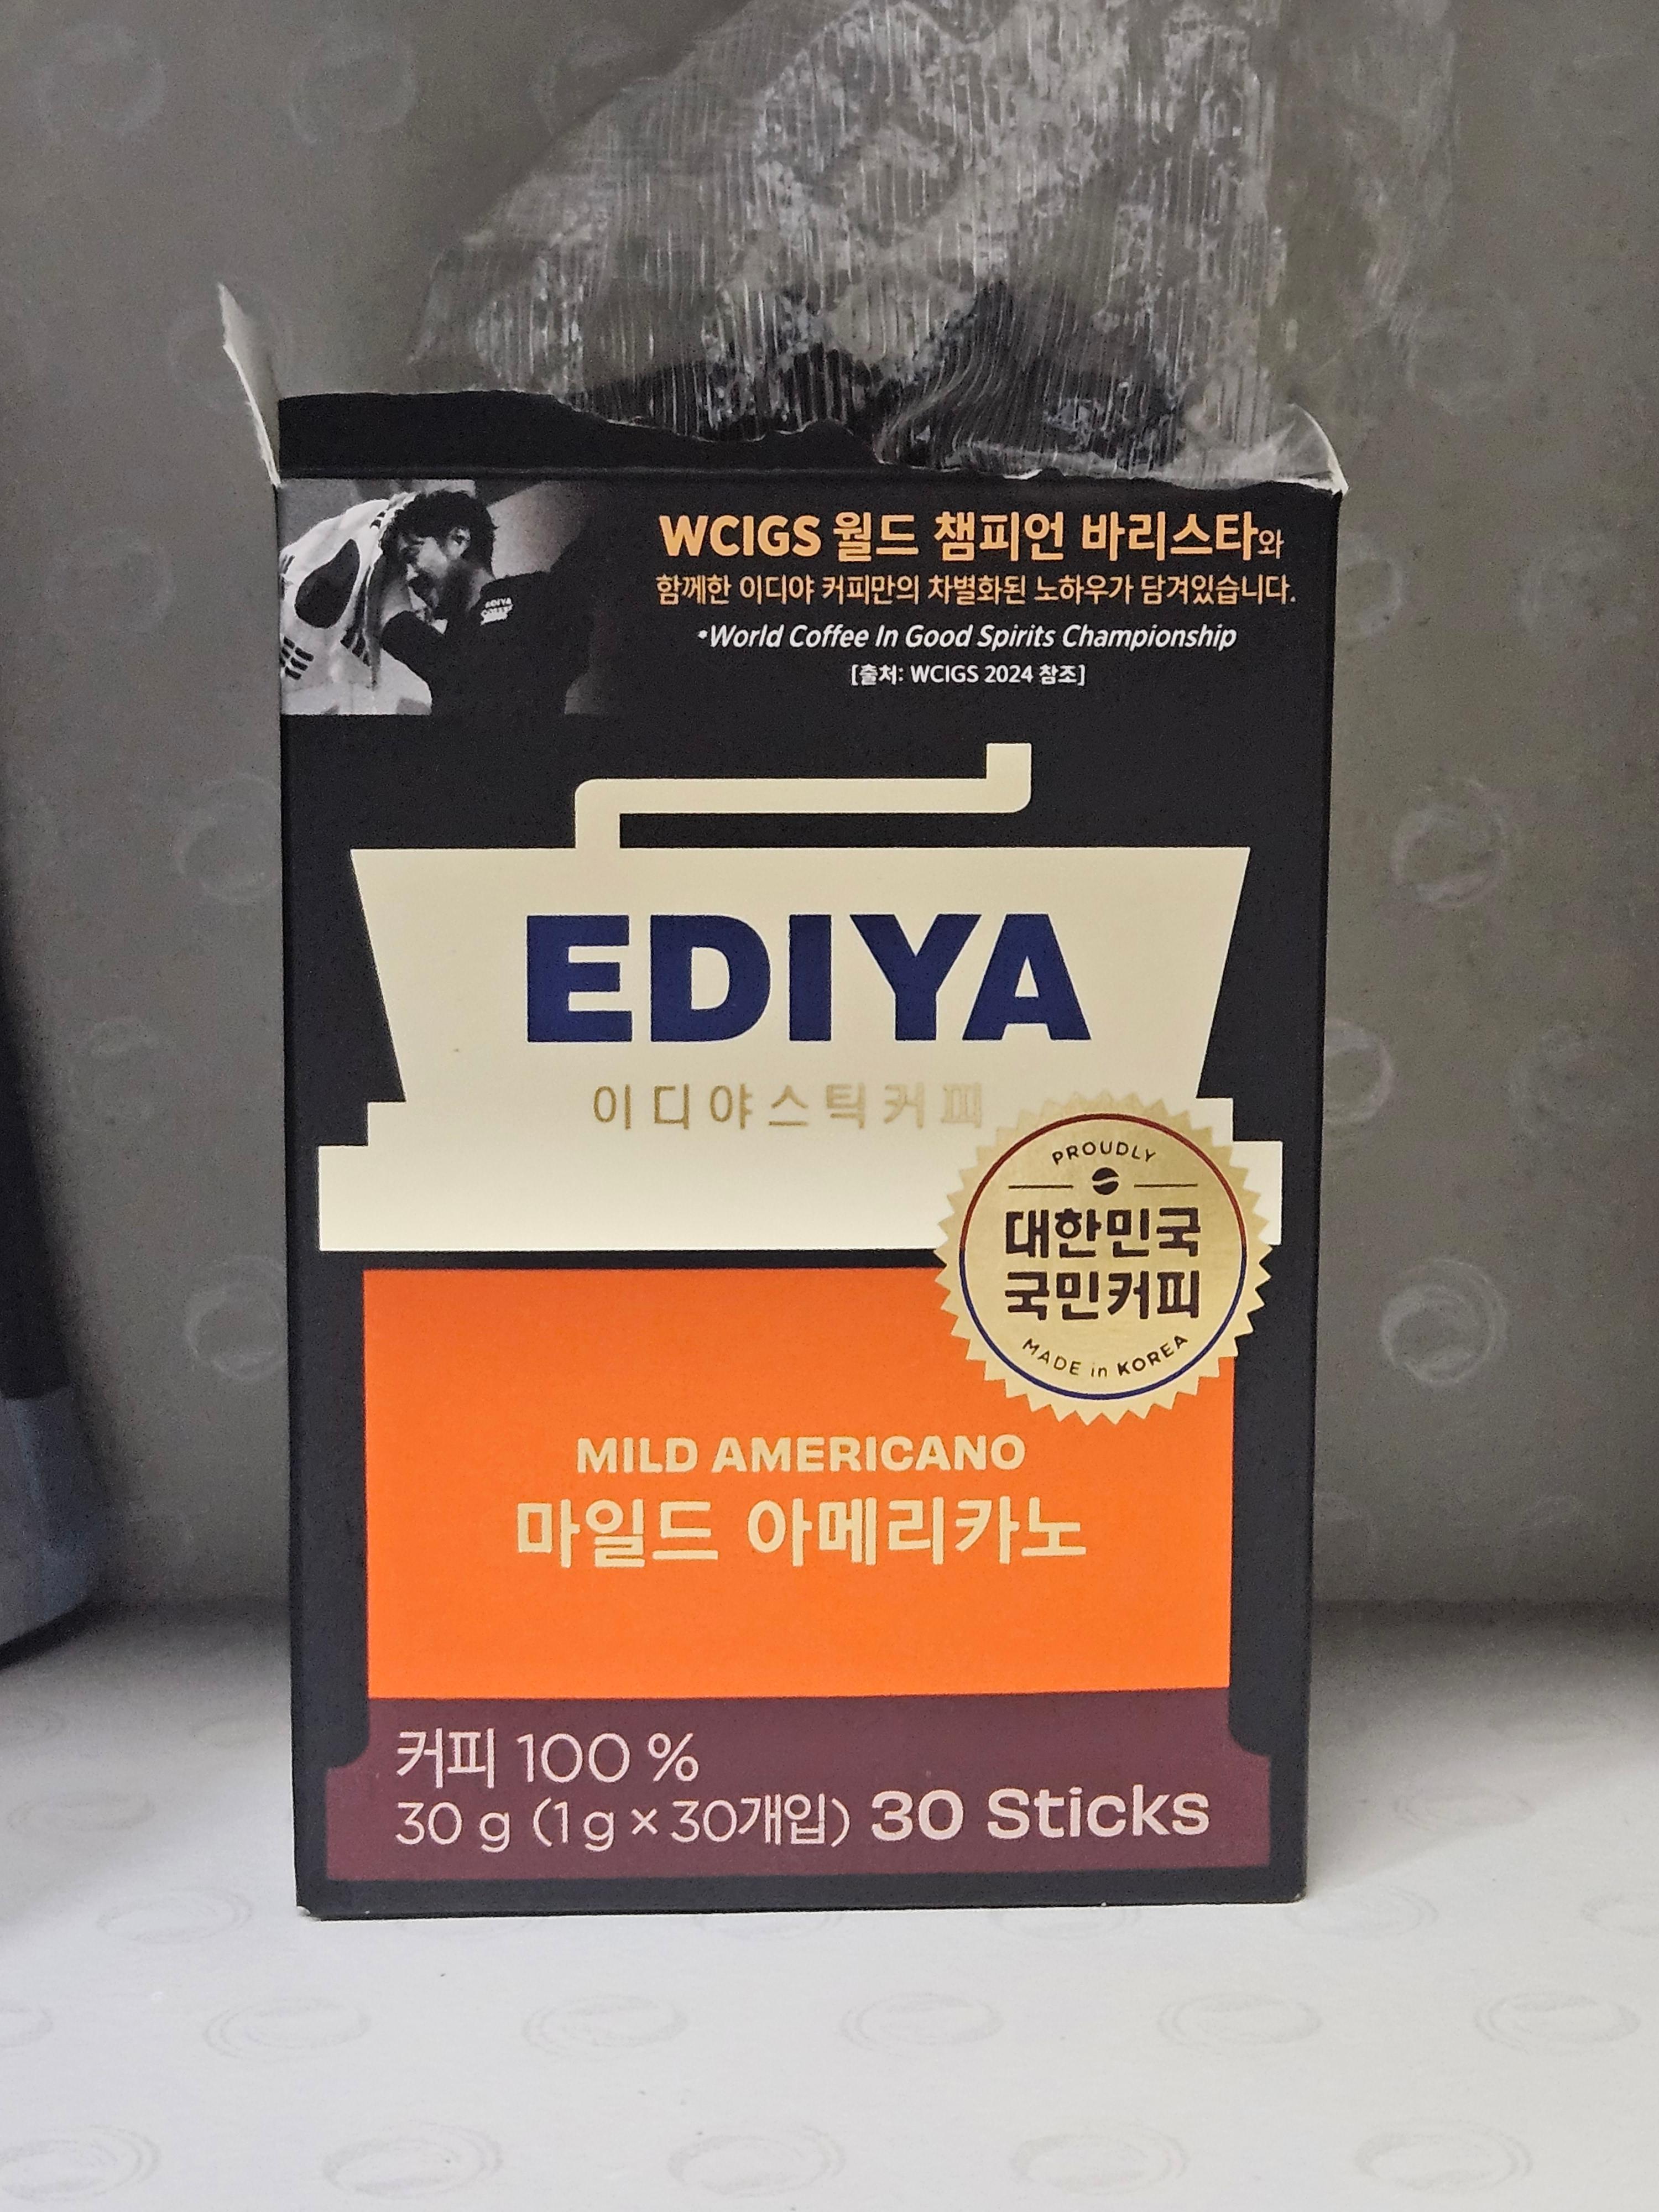 WCIGS 월드 챔피언 바리스타와
함께한 이디야 커피만의 차별화된 노하우가 담겨있습니다.
*World Coffee In Good Spirits Championship
[출처: WCIGS 2024 참조]
EDIYA
COFFEE
EDIYA
이디야스틱커피
PROUDLY
대한민국
국민커피
MADE in KOREA
MILD AMERICANO
마일드 아메리카노
커피 100 %
30 g (1 g × 30개입) 30 Sticks